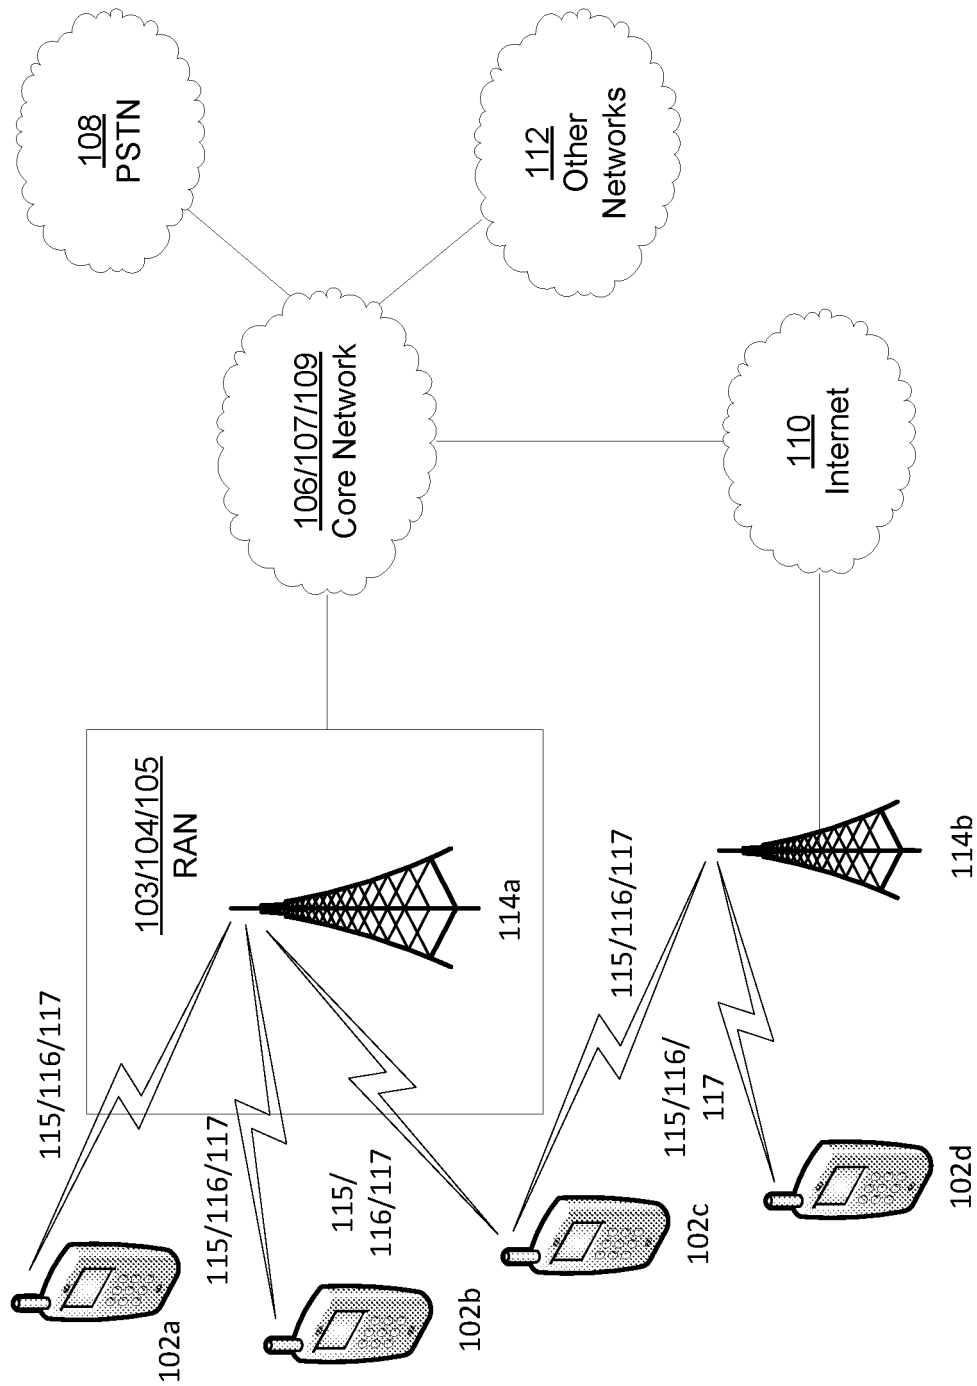 102a
115/116/117
103/104/105
RAN
114a
115/116/117
102b
115/
116/117
102c
106/107/109
Core Network
108
PSTN
112
Other
Networks
115/116/117
115/116/
117
102d
114b
110
Internet